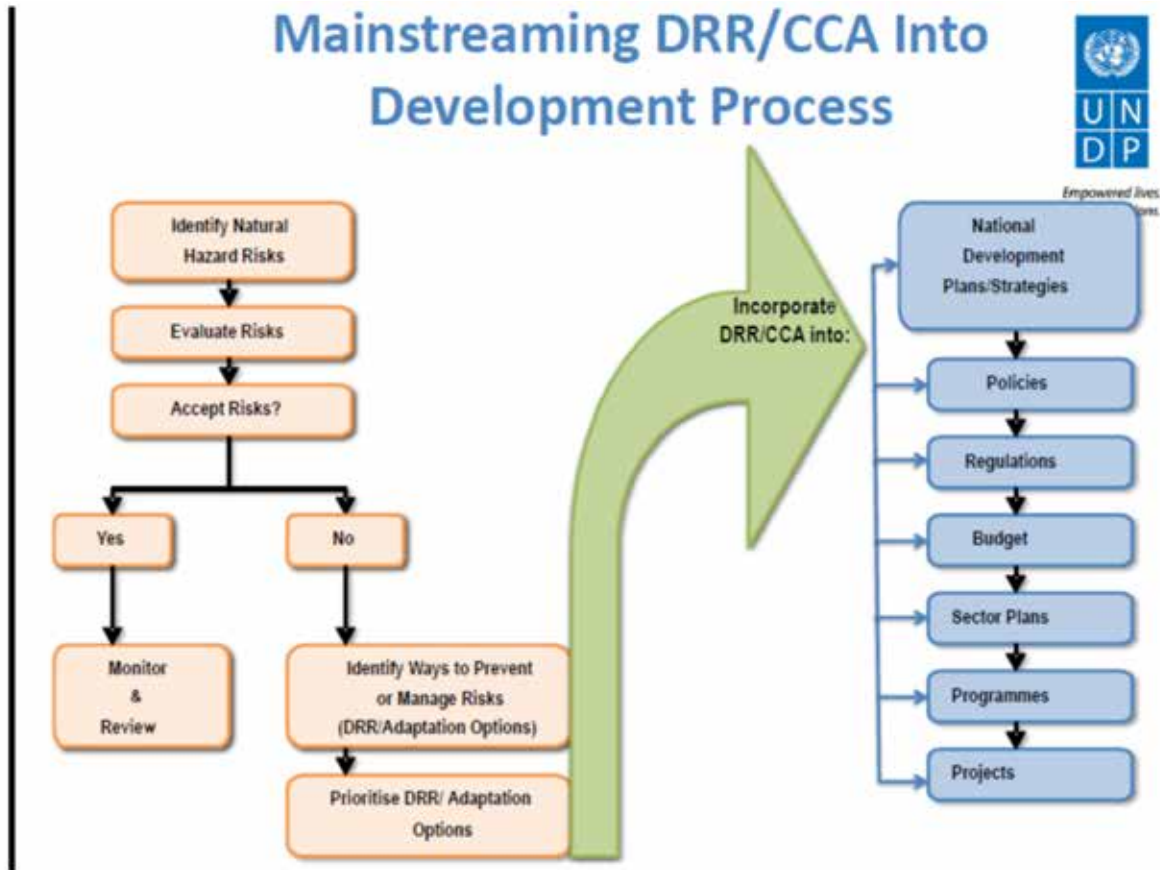 Mainstreaming DRR/CCA Into
Development Process
U N
D P
Empowered lives.
Identify Natural
Hazard Risks
Evaluate Risks
Accept Risks?
Yes
No
Monitor
&
Review
Identify Ways to Prevent
or Manage Risks
(DRR/Adaptation Options)
Prioritise DRR/ Adaptation
Options
Incorporate
DRR/CCA into:
National
Development
Plans/Strategies
Policies
Regulations
Budget
Sector Plans
Programmes
Projects